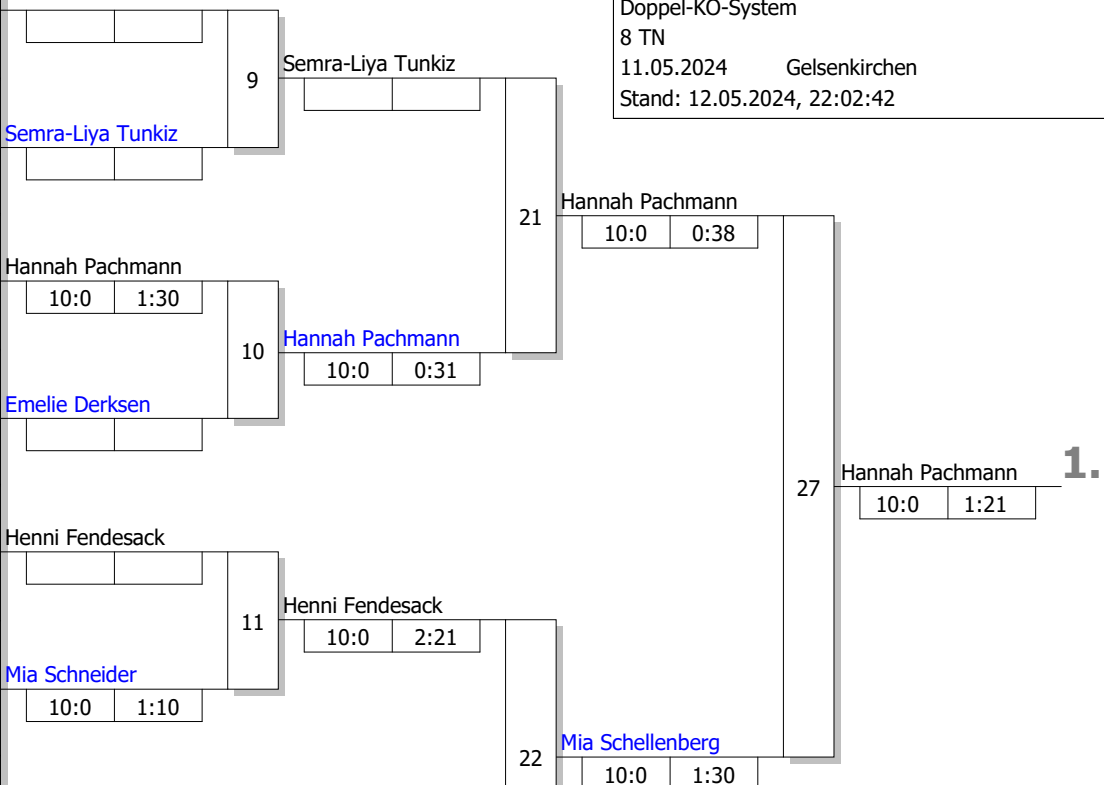 Doppel-KO-System
8 TN
11.05.2024 Gelsenkirchen
Stand: 12.05.2024, 22:02:42
9
Semra-Liya Tunkiz
Semra-Liya Tunkiz
21
Hannah Pachmann
10:0 0:38
Hannah Pachmann
10:0 1:30
10
Hannah Pachmann
10:0 0:31
Emelie Derksen
27
Hannah Pachmann
1.
10:0 1:21
Henni Fendesack
11
Henni Fendesack
10:0 2:21
Mia Schneider
10:0 1:10
22
Mia Schellenberg
10:0 1:30